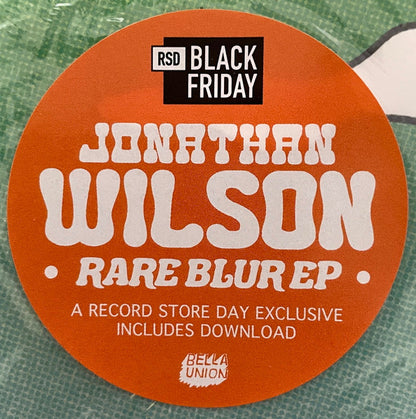 RSD BLACK
FRIDAY
JONATHAN
WILSON
• RARE BLUR EP •
A RECORD STORE DAY EXCLUSIVE
INCLUDES DOWNLOAD
BELLA
UNION